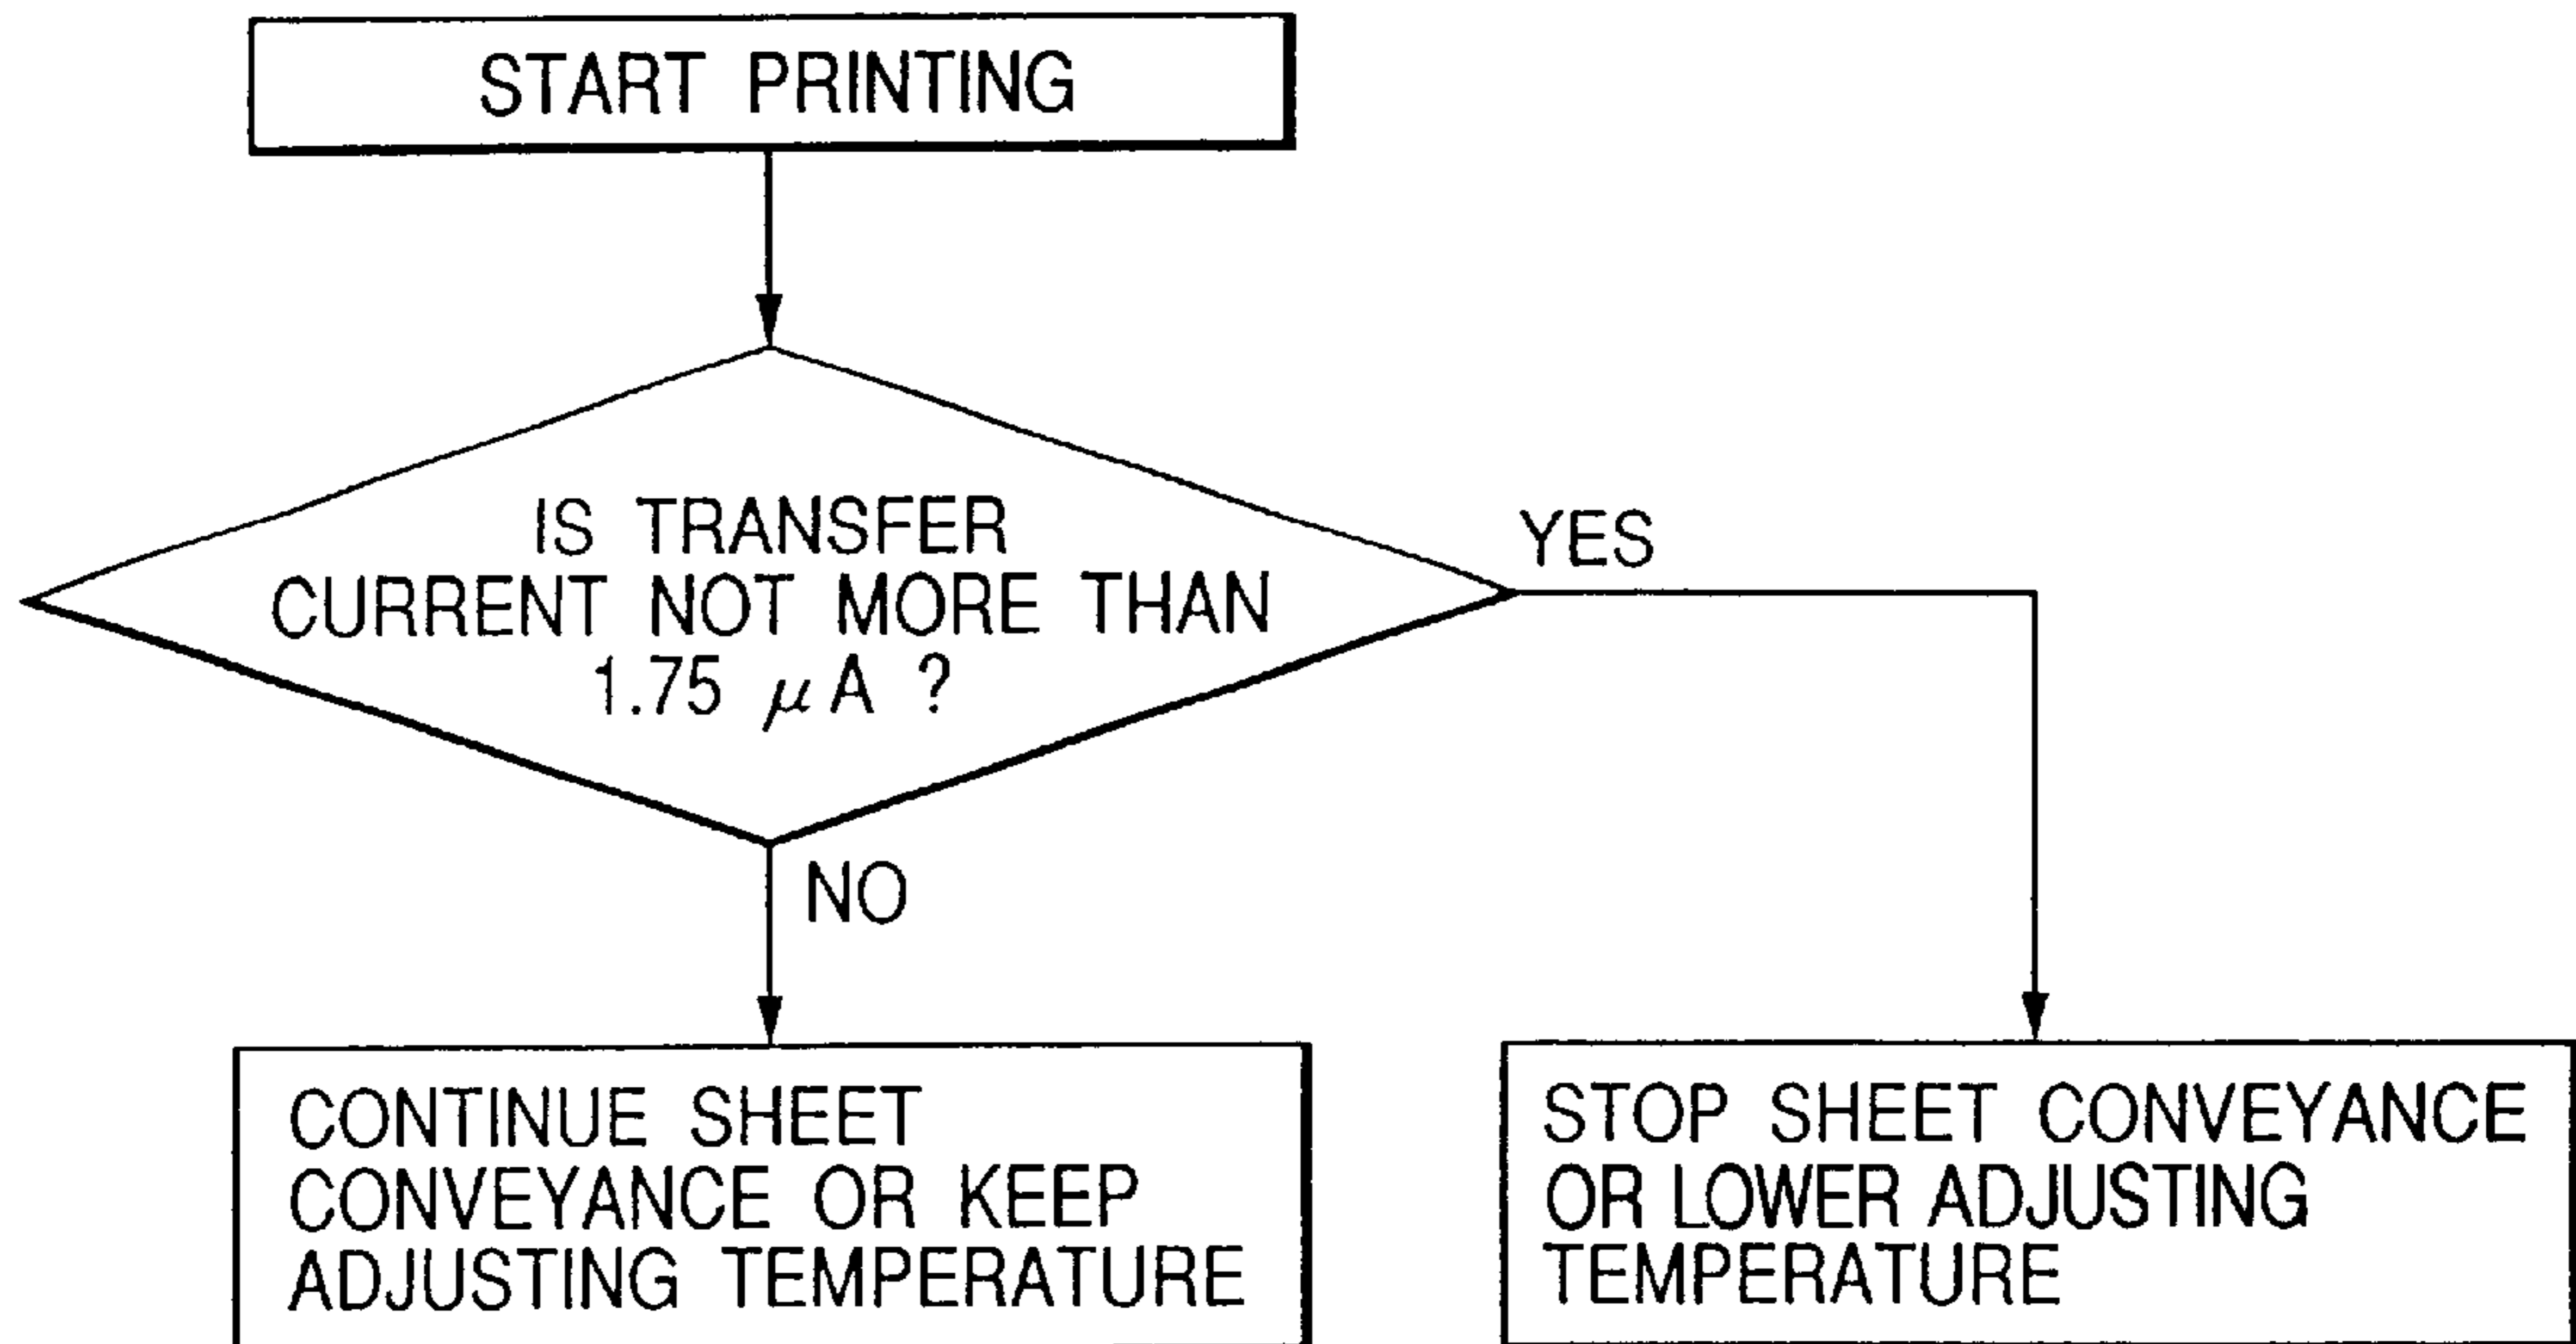 START PRINTING
IS TRANSFER
CURRENT NOT MORE THAN
1.75 μA ?
YES
NO
CONTINUE SHEET
CONVEYANCE OR KEEP
ADJUSTING TEMPERATURE
STOP SHEET CONVEYANCE
OR LOWER ADJUSTING
TEMPERATURE